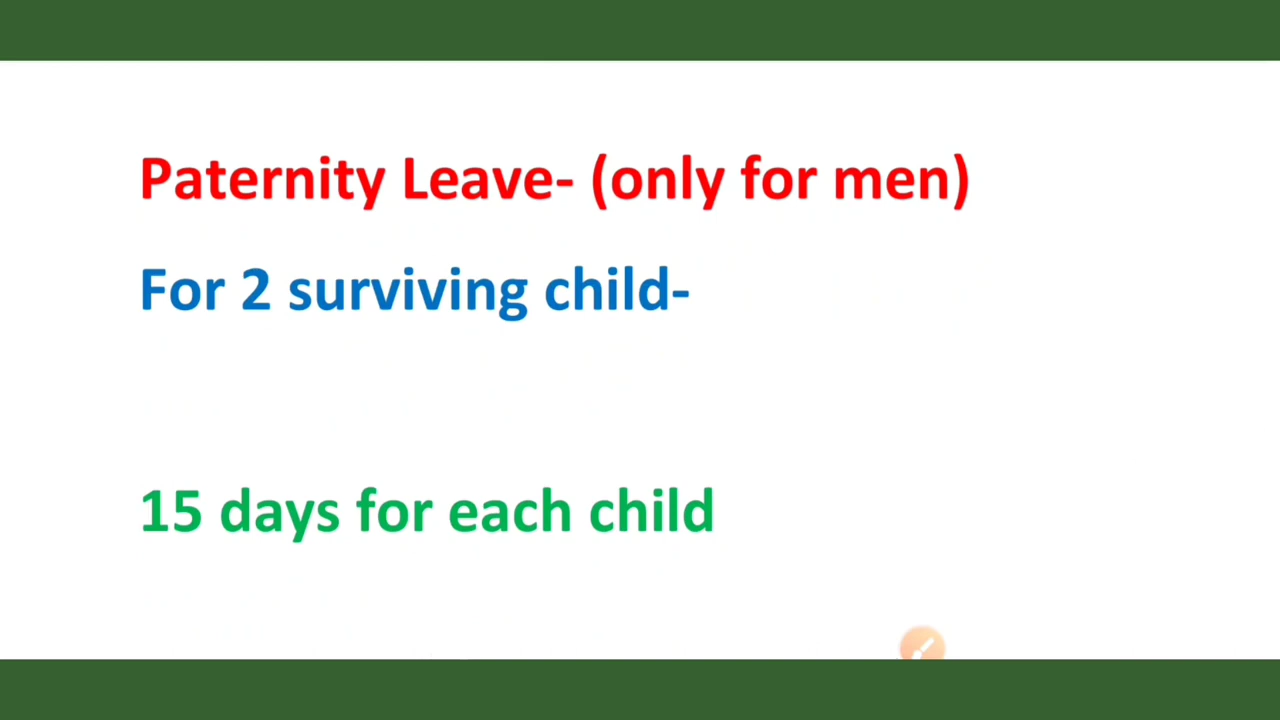 Paternity Leave- (only for men)
For 2 surviving child-
15 days for each child